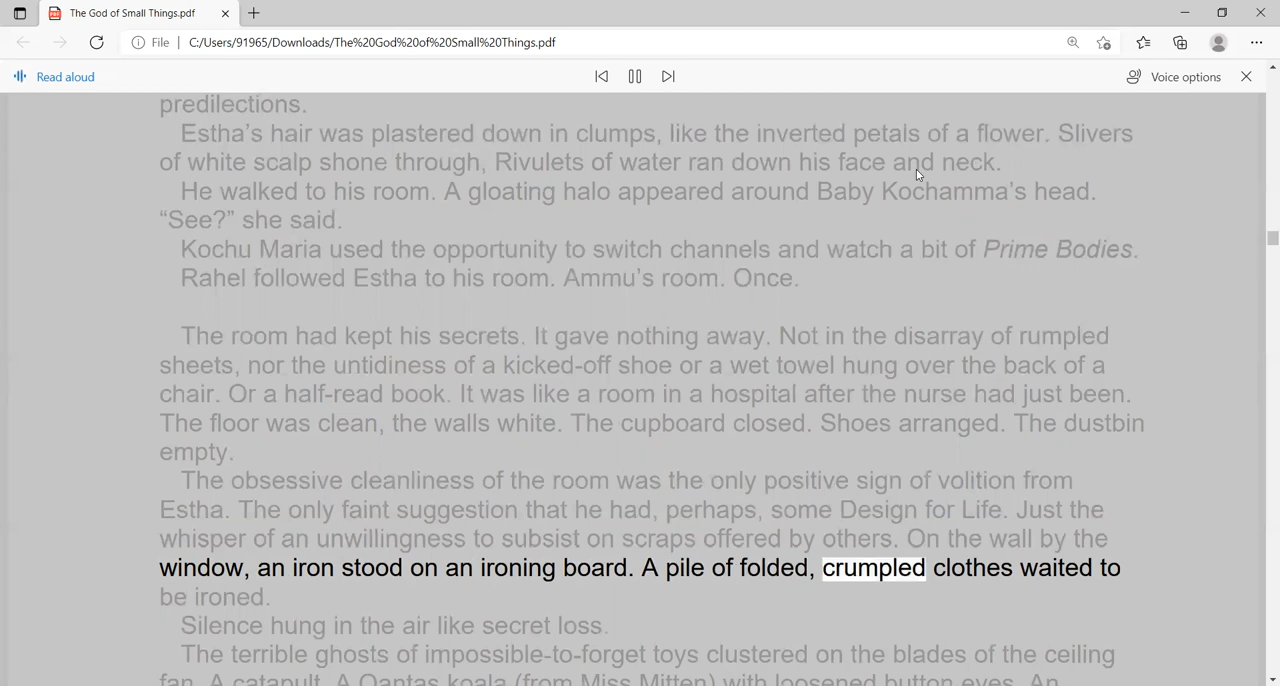 The God of Small Things.pdf
File | C:/Users/91965/Downloads/The%20God%20of%20Small%20Things.pdf
Read aloud
Voice options
predilections.
Estha's hair was plastered down in clumps, like the inverted petals of a flower. Slivers
of white scalp shone through, Rivulets of water ran down his face and neck.
He walked to his room. A gloating halo appeared around Baby Kochamma's head.
“See?” she said.
Kochu Maria used the opportunity to switch channels and watch a bit of Prime Bodies.
Rahel followed Estha to his room. Ammu's room. Once.
The room had kept his secrets. It gave nothing away. Not in the disarray of rumpled
sheets, nor the untidiness of a kicked-off shoe or a wet towel hung over the back of a
chair. Or a half-read book. It was like a room in a hospital after the nurse had just been.
The floor was clean, the walls white. The cupboard closed. Shoes arranged. The dustbin
empty.
The obsessive cleanliness of the room was the only positive sign of volition from
Estha. The only faint suggestion that he had, perhaps, some Design for Life. Just the
whisper of an unwillingness to subsist on scraps offered by others. On the wall by the
window, an iron stood on an ironing board. A pile of folded, crumpled clothes waited to
be ironed.
Silence hung in the air like secret loss.
The terrible ghosts of impossible-to-forget toys clustered on the blades of the ceiling
fan. A catapult. A Qantas koala (from Miss Mitten) with loosened button eyes. An